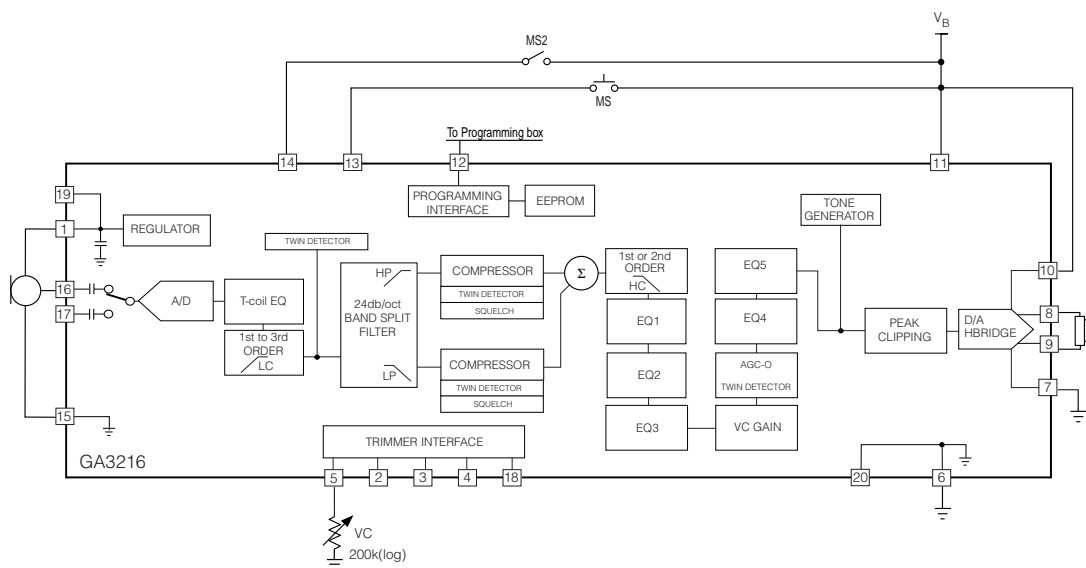 V_B
MS2
MS
To Programming box
14
13
12
11
19
1
REGULATOR
PROGRAMMING
INTERFACE
EEPROM
TONE
GENERATOR
TWIN DETECTOR
16
17
A/D
T-coil EQ
1st to 3rd
ORDER
LC
HP
24db/oct
BAND SPLIT
FILTER
LP
COMPRESSOR
TWIN DETECTOR
SQUELCH
COMPRESSOR
TWIN DETECTOR
SQUELCH
Σ
1st or 2nd
ORDER
HC
EQ1
EQ2
EQ3
EQ5
EQ4
AGC-O
TWIN DETECTOR
VC GAIN
PEAK
CLIPPING
D/A
HBRIDGE
10
8
9
7
15
GA3216
TRIMMER INTERFACE
5
2
3
4
18
20
6
VC
200k(log)